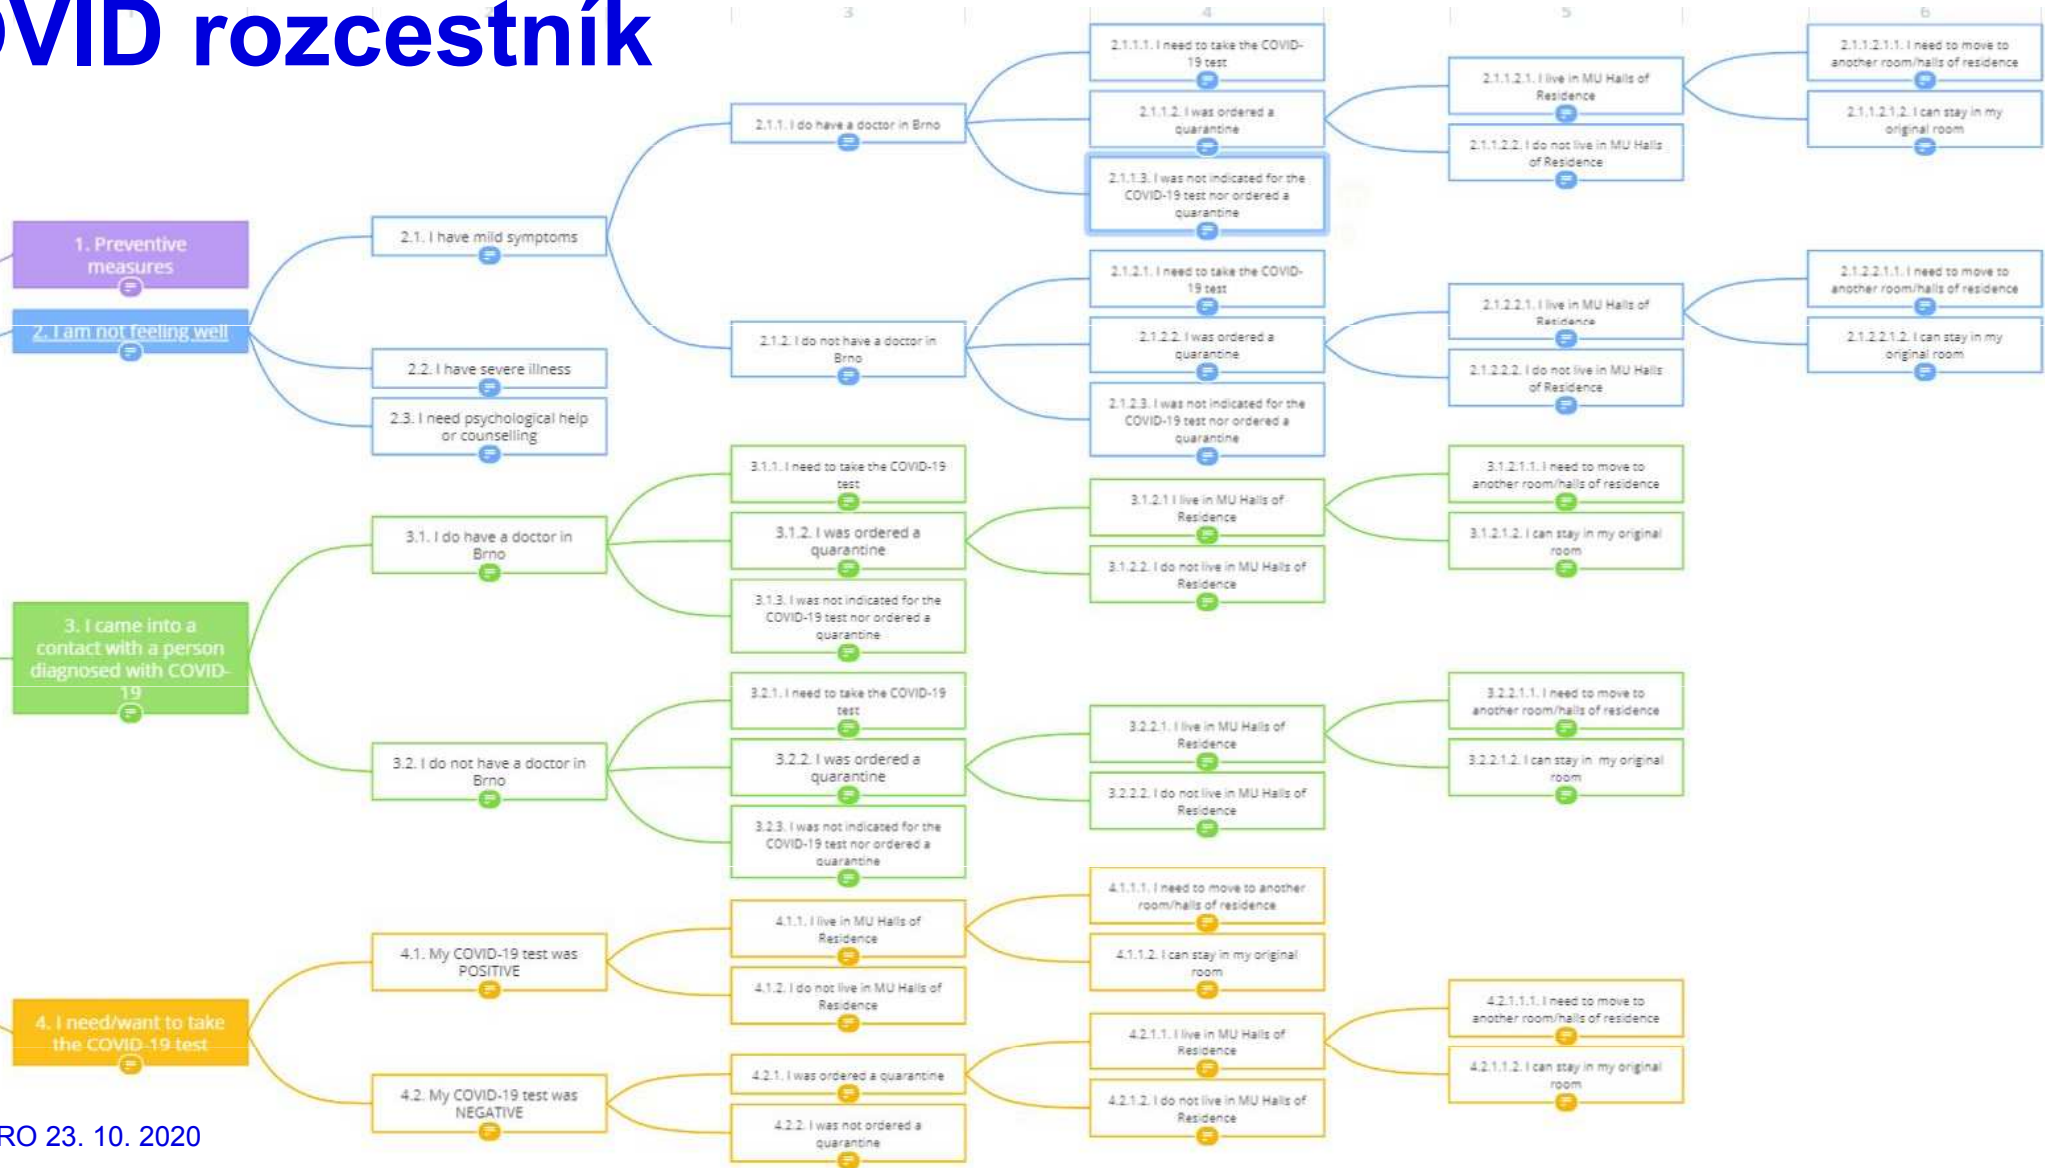 OVID rozcestník
3
4
5
6
1. Preventive
measures
2. I am not feeling well
2.1. I have mild symptoms
2.1.1. I do have a doctor in Brno
2.1.1.1. I need to take the COVID-
19 test
2.1.1.2. I was ordered a
quarantine
2.1.1.2.1. I live in MU Halls of
Residence
2.1.1.2.1.1. I need to move to
another room/halls of residence
2.1.1.2.1.2. I can stay in my
original room
2.1.1.2.2. I do not live in MU Halls
of Residence
2.1.1.3. I was not indicated for the
COVID-19 test nor ordered a
quarantine
2.1.2. I do not have a doctor in
Brno
2.1.2.1. I need to take the COVID-
19 test
2.1.2.2. I was ordered a
quarantine
2.1.2.2.1. I live in MU Halls of
Residence
2.1.2.2.1.1. I need to move to
another room/halls of residence
2.1.2.2.1.2. I can stay in my
original room
2.1.2.2.2. I do not live in MU Halls
of Residence
2.1.2.3. I was not indicated for the
COVID-19 test nor ordered a
quarantine
2.2. I have severe illness
2.3. I need psychological help
or counselling
3. I came into a
contact with a person
diagnosed with COVID-
19
3.1. I do have a doctor in
Brno
3.1.1. I need to take the COVID-19
test
3.1.2. I was ordered a
quarantine
3.1.2.1 I live in MU Halls of
Residence
3.1.2.1.1. I need to move to
another room/halls of residence
3.1.2.1.2. I can stay in my original
room
3.1.2.2. I do not live in MU Halls of
Residence
3.1.3. I was not indicated for the
COVID-19 test nor ordered a
quarantine
3.2. I do not have a doctor in
Brno
3.2.1. I need to take the COVID-19
test
3.2.2. I was ordered a
quarantine
3.2.2.1. I live in MU Halls of
Residence
3.2.2.1.1. I need to move to
another room/halls of residence
3.2.2.1.2. I can stay in my original
room
3.2.2.2. I do not live in MU Halls of
Residence
3.2.3. I was not indicated for the
COVID-19 test nor ordered a
quarantine
4. I need/want to take
the COVID-19 test
4.1. My COVID-19 test was
POSITIVE
4.1.1. I live in MU Halls of
Residence
4.1.1.1. I need to move to another
room/halls of residence
4.1.1.2. I can stay in my original
room
4.1.2. I do not live in MU Halls of
Residence
4.2. My COVID-19 test was
NEGATIVE
4.2.1. I was ordered a quarantine
4.2.1.1. I live in MU Halls of
Residence
4.2.1.1.1. I need to move to
another room/halls of residence
4.2.1.1.2. I can stay in my original
room
4.2.1.2. I do not live in MU Halls of
Residence
4.2.2. I was not ordered a
quarantine
RO 23. 10. 2020